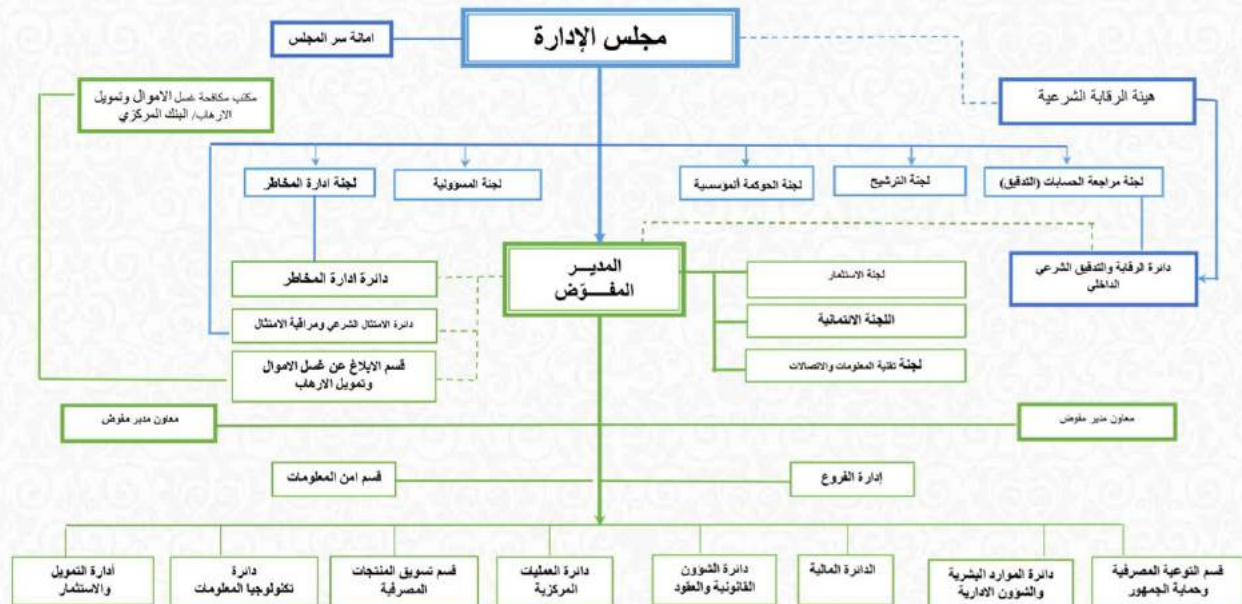 مجلس الإدارة
امانة سر المجلس
هيئة الرقابة الشرعية
مكتب مكافحة غسل الاموال وتمويل
الارهاب/ البنك المركزي
لجنة مراجعة الحسابات (التدقيق)
لجنة الترشيح
لجنة الحوكمة ألمؤسسية
لجنة المسؤولية
لجنة ادارة المخاطر
دائرة الرقابة والتدقيق الشرعي
الداخلي
المديــر
المفــوّض
لجنة الاستثمار
اللجنة الائتمانية
لجنة تقنية المعلومات والاتصالات
دائرة ادارة المخاطر
دائرة الامتثال الشرعي ومراقبة الامتثال
قسم الابلاغ عن غسل الاموال
وتمويل الارهاب
معاون مدير مفوض
معاون مدير مفوض
إدارة الفروع
قسم امن المعلومات
قسم التوعية المصرفية
وحماية الجمهور
دائرة الموارد البشرية
والشؤون الادارية
الدائرة المالية
دائرة الشؤون
القانونية والعقود
دائرة العمليات
المركزية
قسم تسويق المنتجات
المصرفية
دائرة
تكنولوجيا المعلومات
أدارة التمويل
والاستثمار